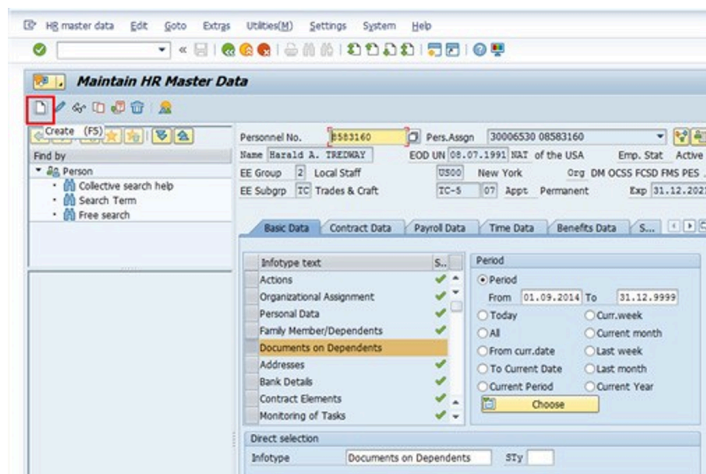 HR master data Edit Goto Extras Utilities(M) Settings System Help
Maintain HR Master Data
Create (F5)
Find by
Person
Collective search help
Search Term
Free search
Personnel No. 8583160 Pers.Assgn 30006530 08583160
Name Harald A. TREDWAY EOD UN 08.07.1991 NAT of the USA Emp. Stat Active
EE Group 2 Local Staff US00 New York Org DM OCSS FCSD FMS PES
EE Subgrp TC Trades & Craft TC-5 07 Appt Permanent Exp 31.12.202
Basic Data Contract Data Payroll Data Time Data Benefits Data S...
Infotype text S..
Actions
Organizational Assignment
Personal Data
Family Member/Dependents
Documents on Dependents
Addresses
Bank Details
Contract Elements
Monitoring of Tasks
Period
Period
From 01.09.2014 To 31.12.9999
Today Curr.week
All Current month
From curr.date Last week
To Current Date Last month
Current Period Current Year
Choose
Direct selection
Infotype Documents on Dependents STy